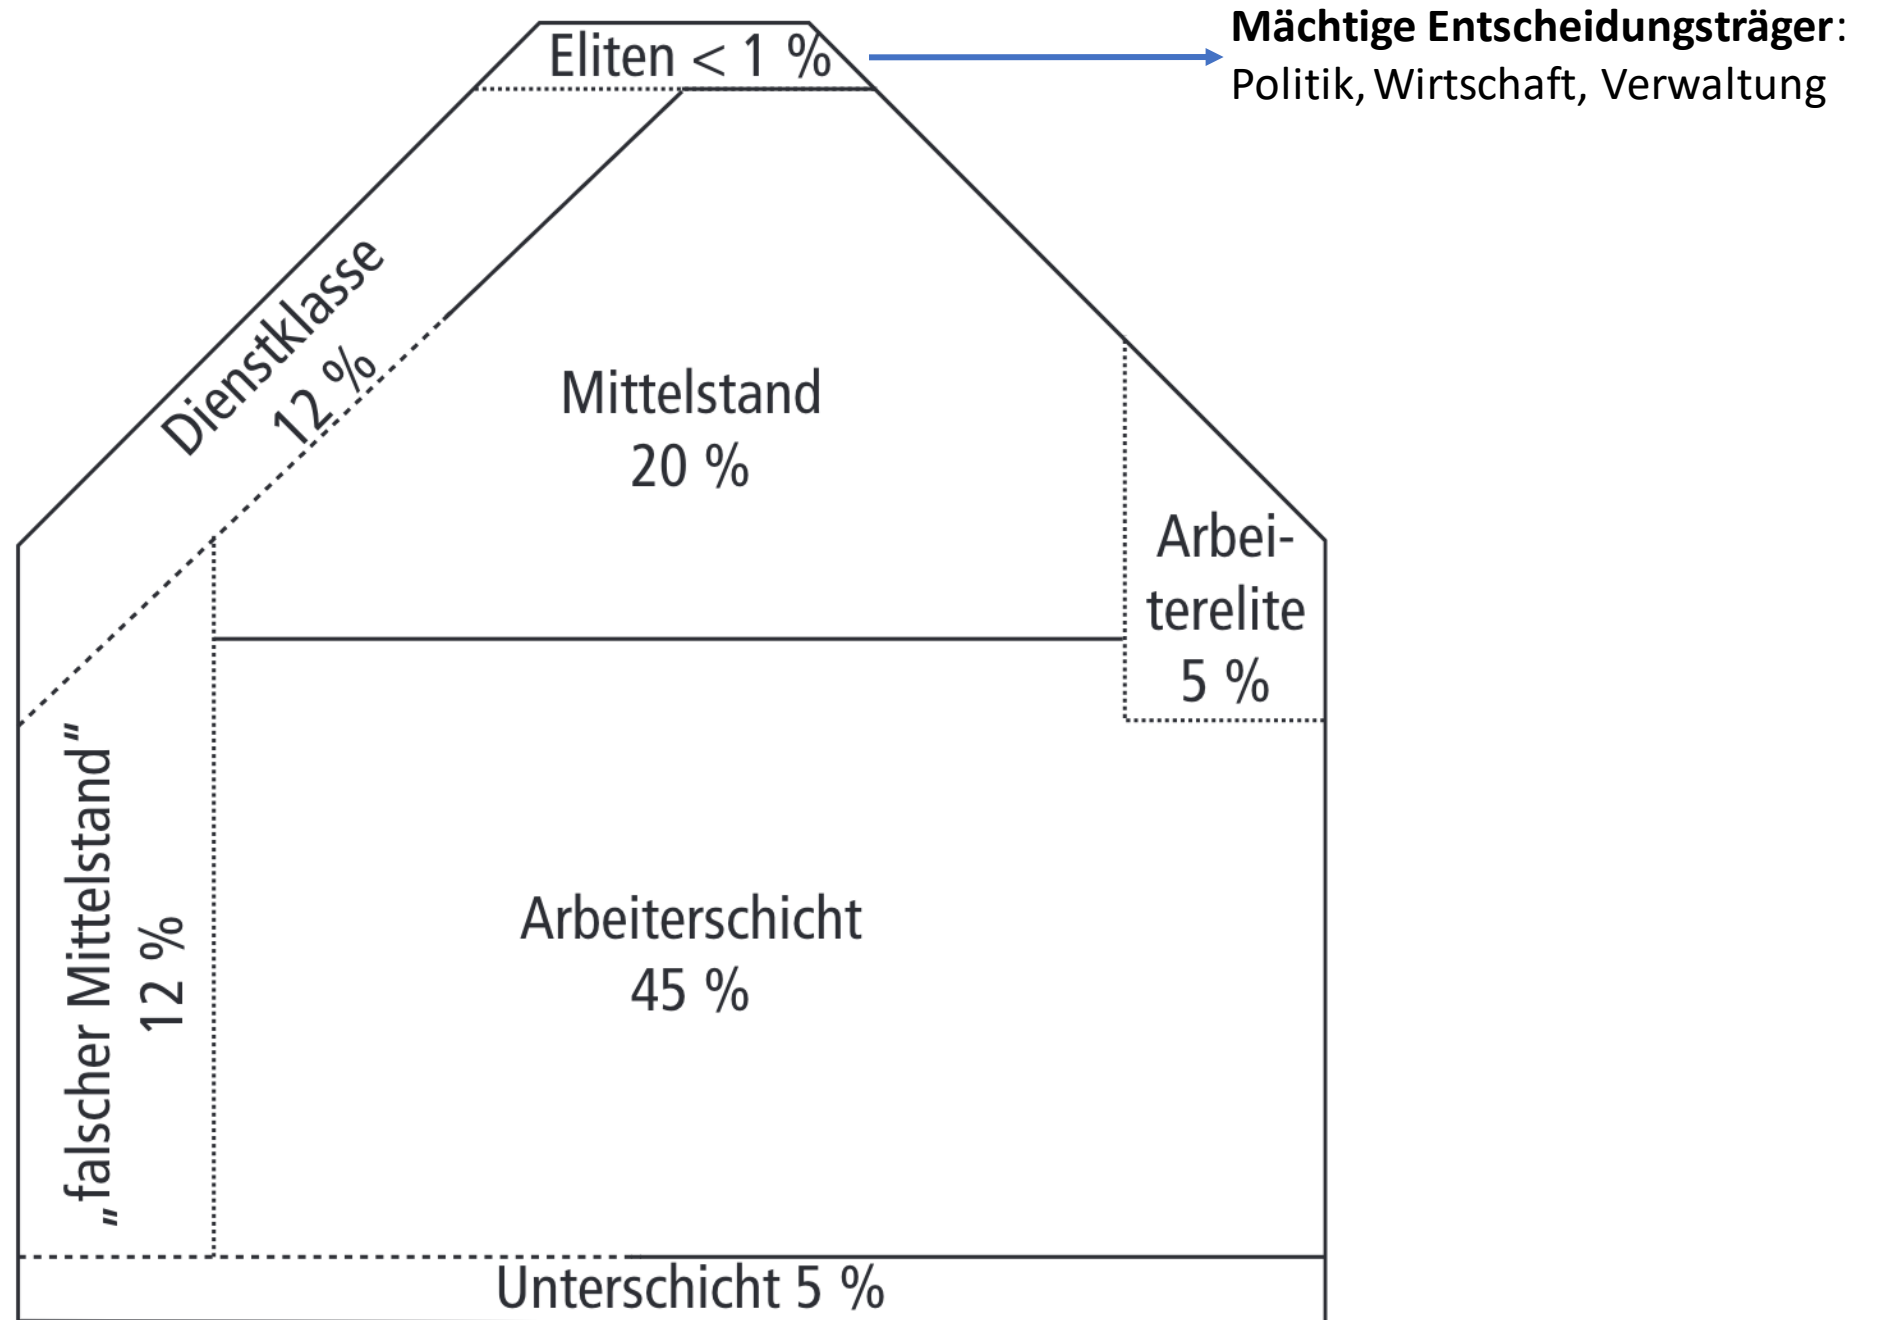 Eliten < 1 %
Mächtige Entscheidungsträger:
Politik, Wirtschaft, Verwaltung
Dienstklasse
12 %
Mittelstand
20 %
Arbei-
terelite
5 %
„falscher Mittelstand“
12 %
Arbeiterschicht
45 %
Unterschicht 5 %